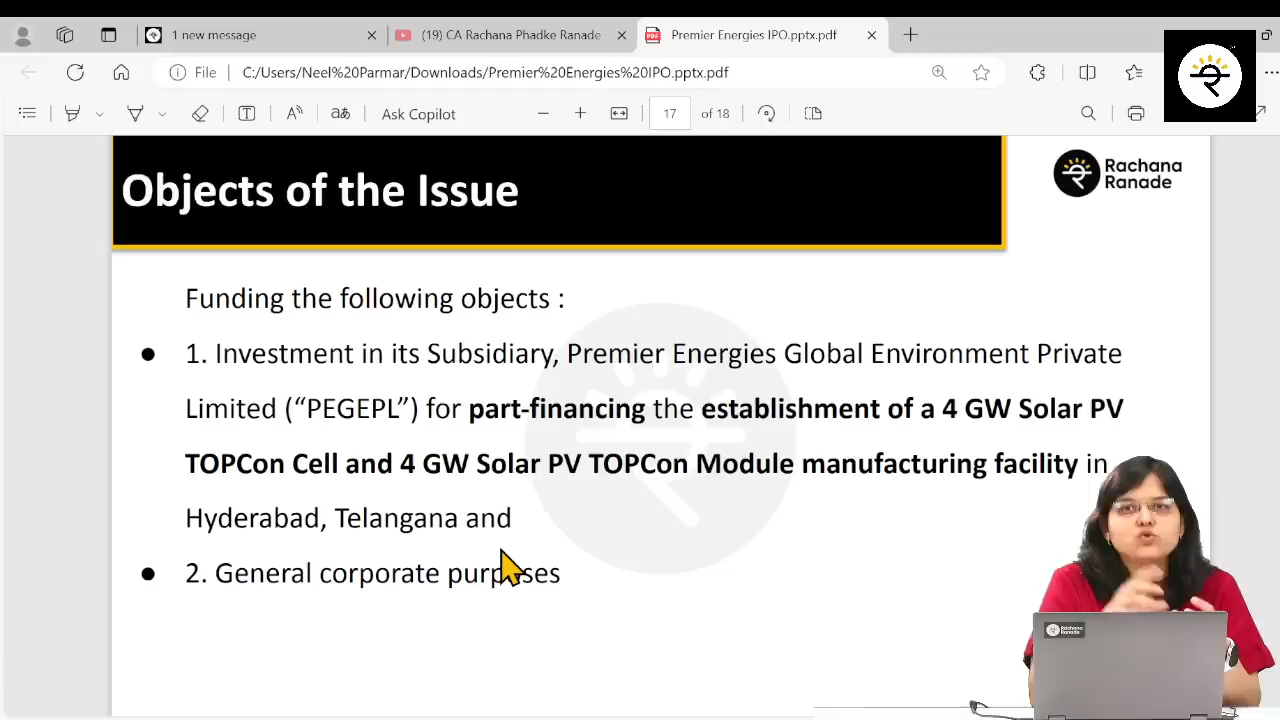 1 new message
(19) CA Rachana Phadke Ranade
Premier Energies IPO.pptx.pdf
File
C:/Users/Neel%20Parmar/Downloads/Premier%20Energies%20IPO.pptx.pdf
Ask Copilot
17 of 18
Objects of the Issue
Rachana
Ranade
Funding the following objects :
● 1. Investment in its Subsidiary, Premier Energies Global Environment Private
Limited (“PEGEPL”) for part-financing the establishment of a 4 GW Solar PV
TOPCon Cell and 4 GW Solar PV TOPCon Module manufacturing facility in
Hyderabad, Telangana and
● 2. General corporate purposes
Rachana
Ranade